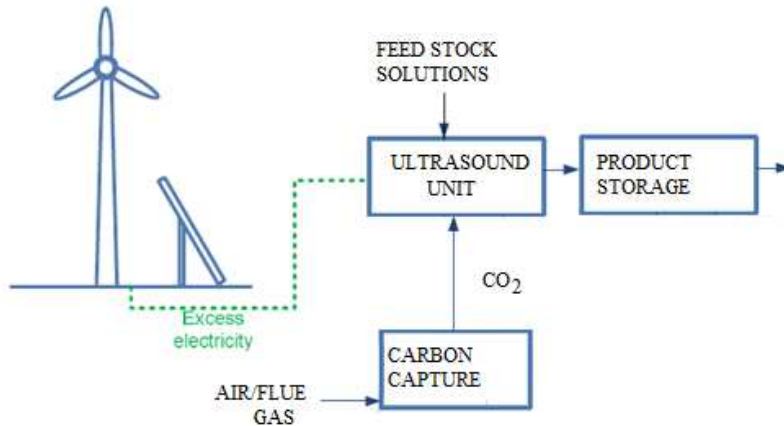 FEED STOCK
SOLUTIONS
ULTRASOUND
UNIT
PRODUCT
STORAGE
CO2
Excess
electricity
CARBON
CAPTURE
AIR/FLUE
GAS